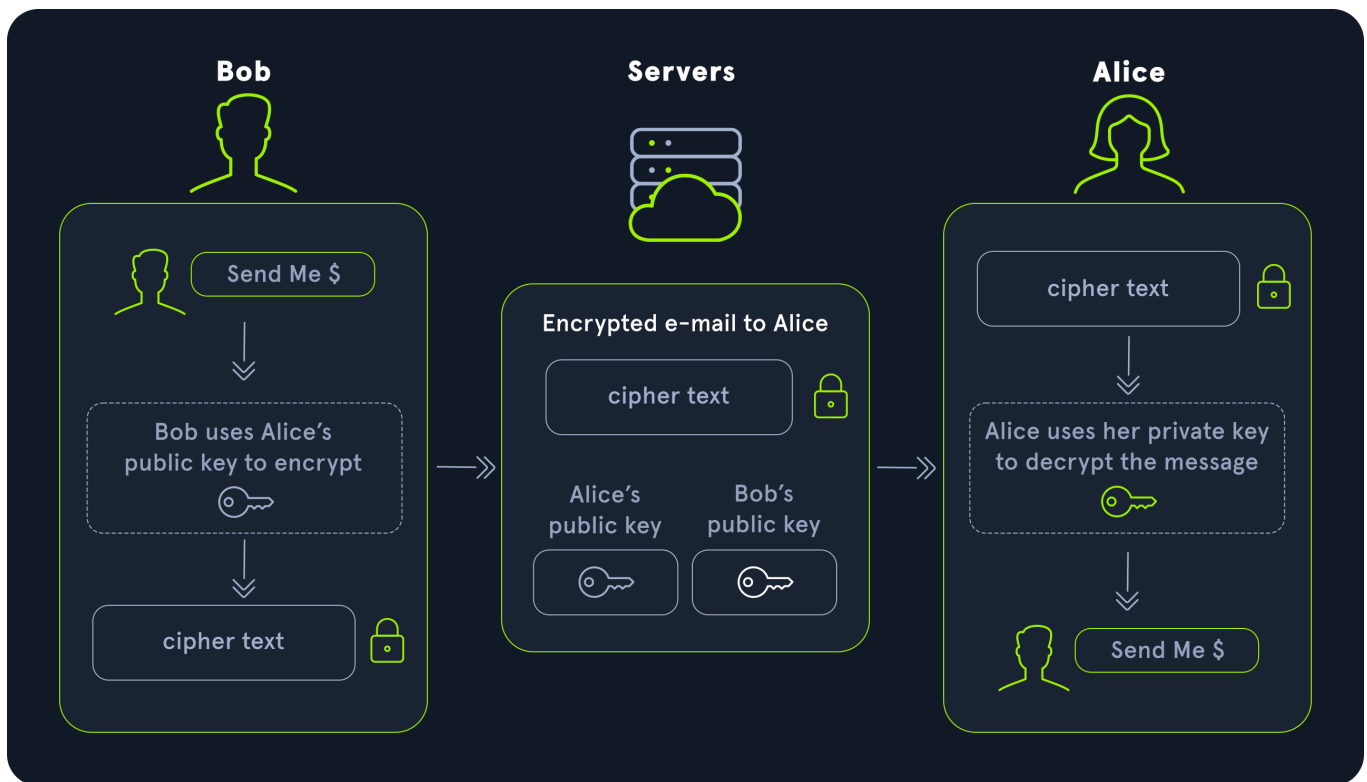 Bob
Send Me $
Bob uses Alice's
public key to encrypt
cipher text
Servers
Encrypted e-mail to Alice
cipher text
Alice's
public key
Bob's
public key
Alice
cipher text
Alice uses her private key
to decrypt the message
Send Me $